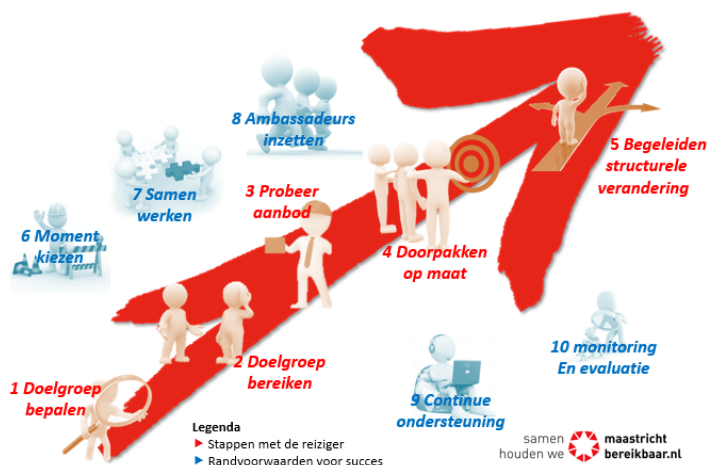 1 Doelgroep
bepalen
2 Doelgroep
bereiken
3 Probeer
aanbod
4 Doorpakken
op maat
5 Begeleiden
structurele
verandering
6 Moment
kiezen
7 Samen
werken
8 Ambassadeurs
inzetten
9 Continue
ondersteuning
10 monitoring
En evaluatie
Legenda
Stappen met de reiziger
Randvoorwaarden voor succes
samen
houden we
maastricht
bereikbaar.nl